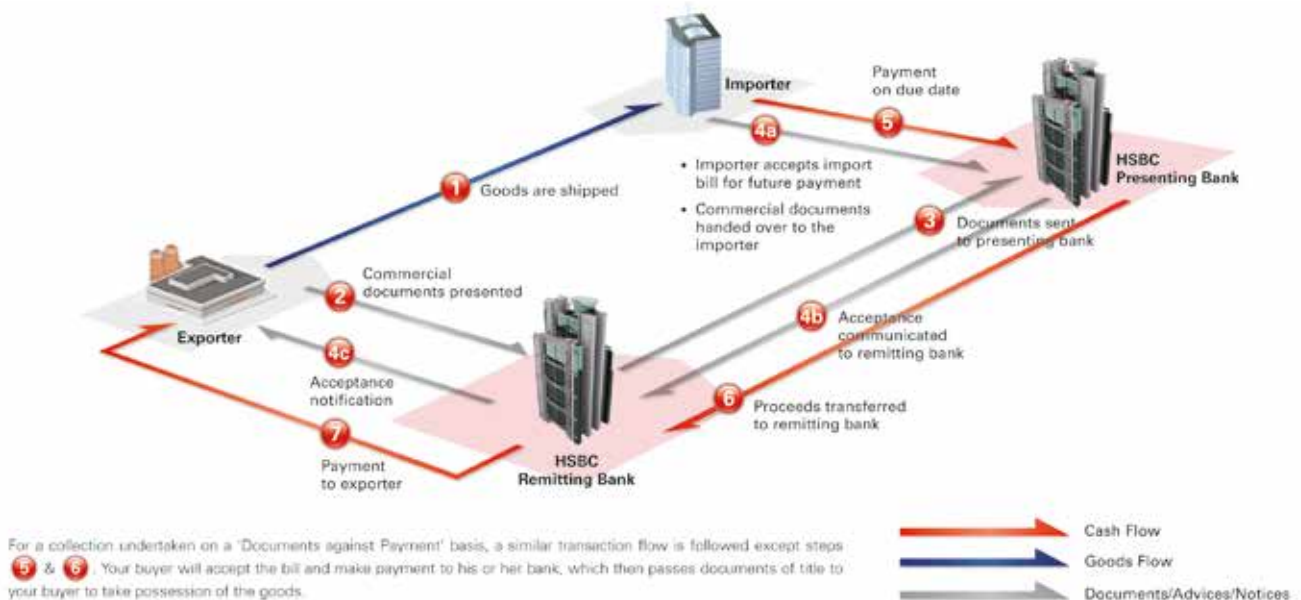 Importer
Payment
on due date
5
4a
• Importer accepts import
bill for future payment
• Commercial documents
handed over to the
importer
HSBC
Presenting Bank
1
Goods are shipped
3
Documents sent
to presenting bank
Exporter
2
Commercial
documents presented
4b
Acceptance
communicated
to remitting bank
4c
Acceptance
notification
6
Proceeds transferred
to remitting bank
7
Payment
to exporter
HSBC
Remitting Bank
For a collection undertaken on a 'Documents against Payment' basis, a similar transaction flow is followed except steps
5 & 6 . Your buyer will accept the bill and make payment to his or her bank, which then passes documents of title to
your buyer to take possession of the goods.
Cash Flow
Goods Flow
Documents/Advices/Notices